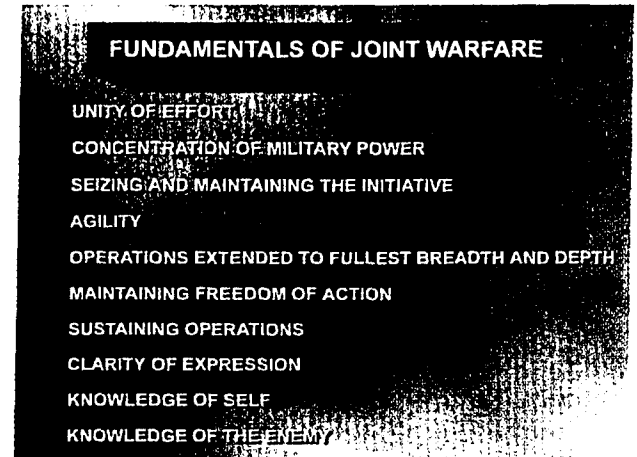 FUNDAMENTALS OF JOINT WARFARE
UNITY OF EFFORT
CONCENTRATION OF MILITARY POWER
SEIZING AND MAINTAINING THE INITIATIVE
AGILITY
OPERATIONS EXTENDED TO FULLEST BREADTH AND DEPTH
MAINTAINING FREEDOM OF ACTION
SUSTAINING OPERATIONS
CLARITY OF EXPRESSION
KNOWLEDGE OF SELF
KNOWLEDGE OF THE ENEMY